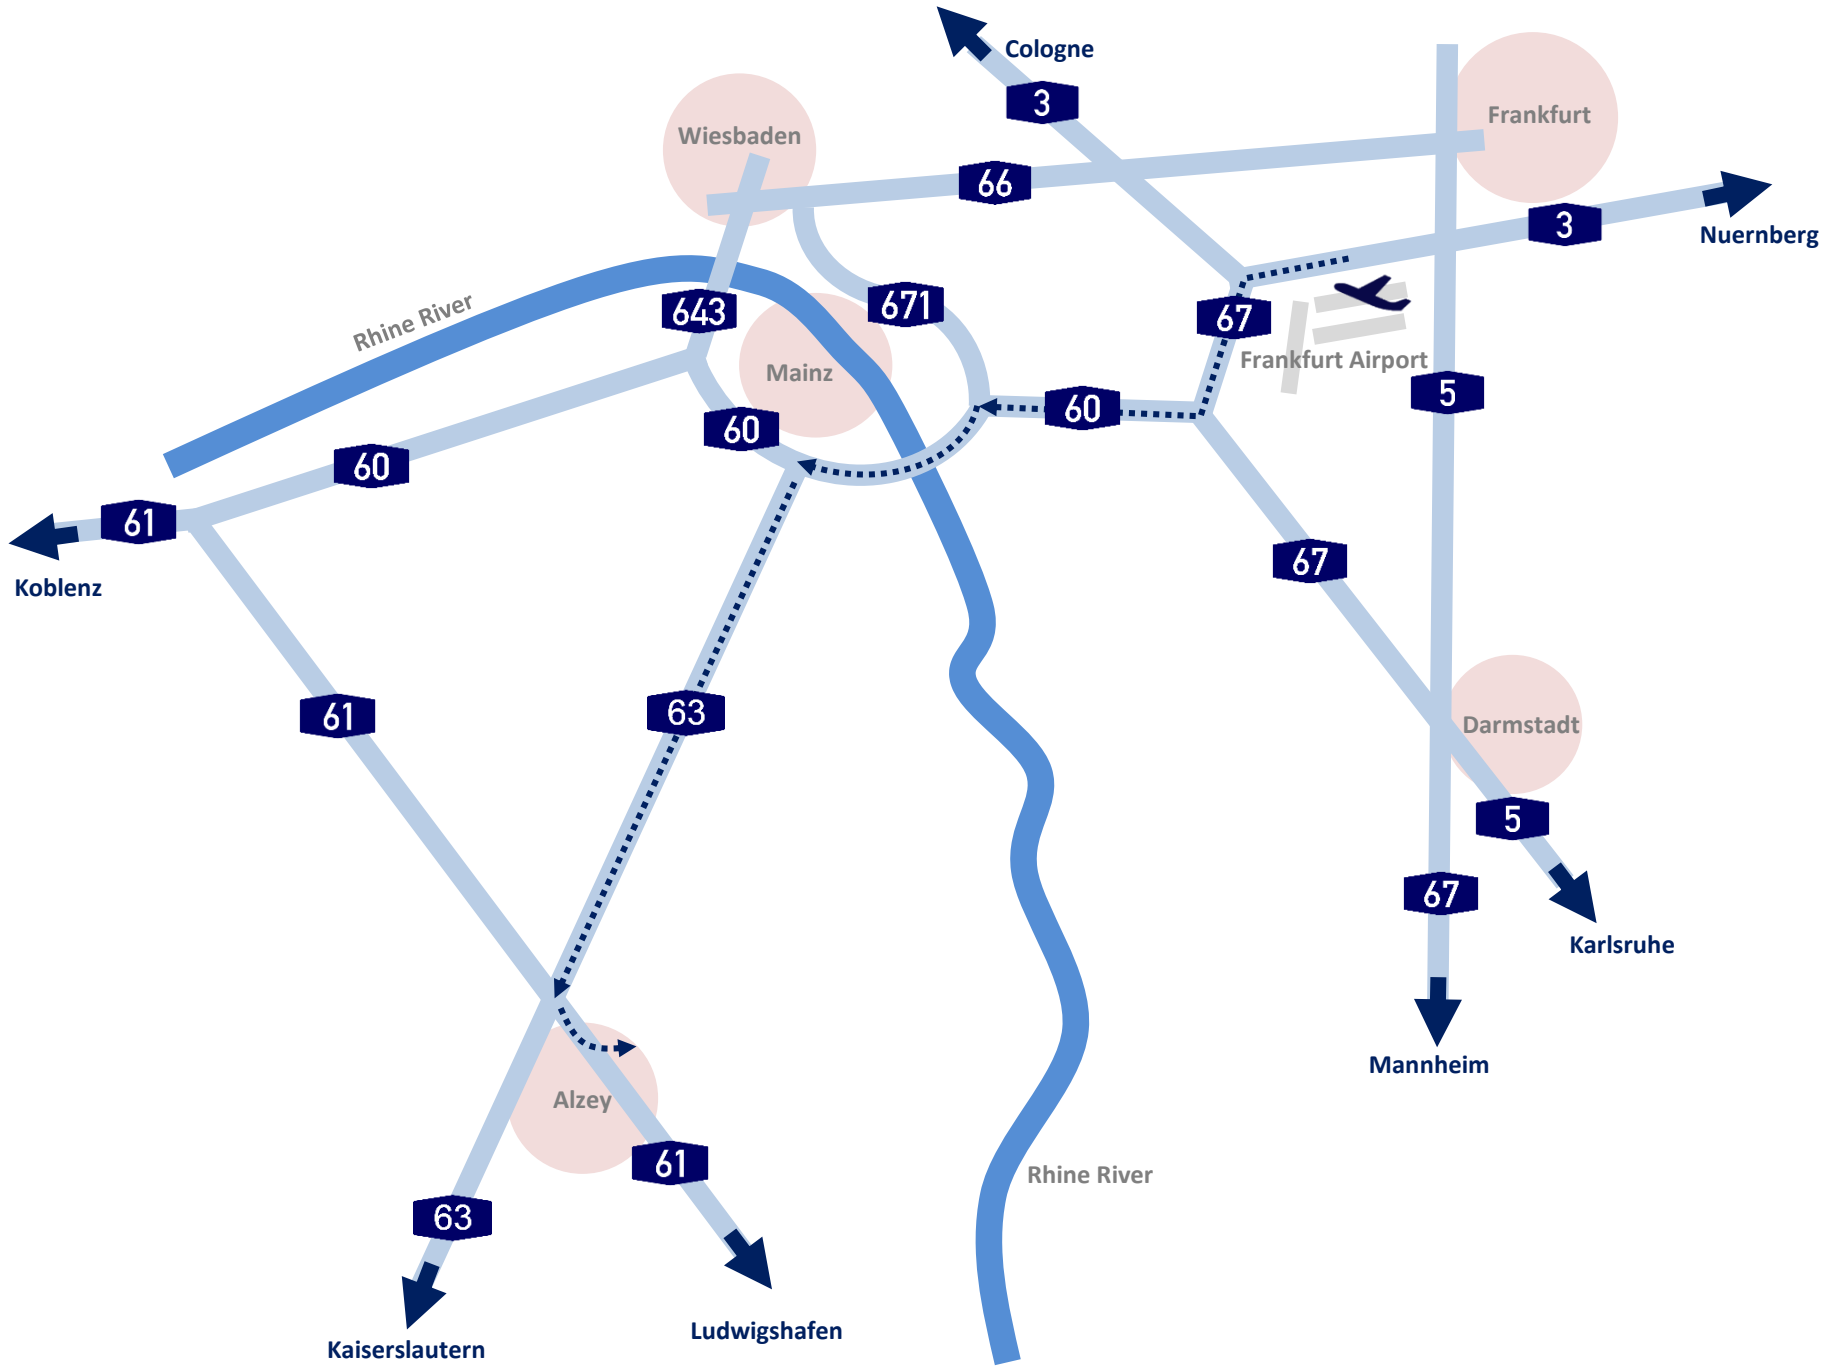 Cologne
3
Frankfurt
Wiesbaden
66
3
Nuernberg
Rhine River
643
671
67
Frankfurt Airport
Mainz
5
60
60
60
61
Koblenz
67
61
63
Darmstadt
5
67
Karlsruhe
Mannheim
Alzey
61
Rhine River
63
Ludwigshafen
Kaiserslautern